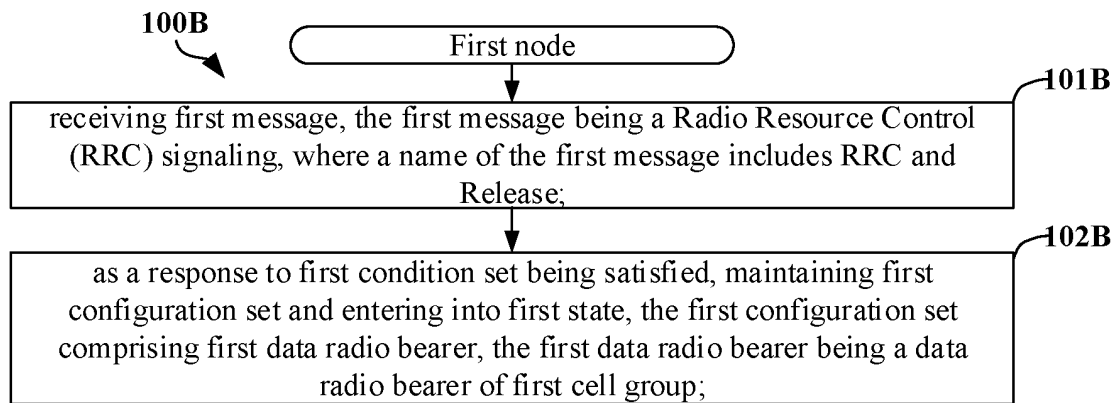 100B
First node
101B
receiving first message, the first message being a Radio Resource Control
(RRC) signaling, where a name of the first message includes RRC and
Release;
102B
as a response to first condition set being satisfied, maintaining first
configuration set and entering into first state, the first configuration set
comprising first data radio bearer, the first data radio bearer being a data
radio bearer of first cell group;